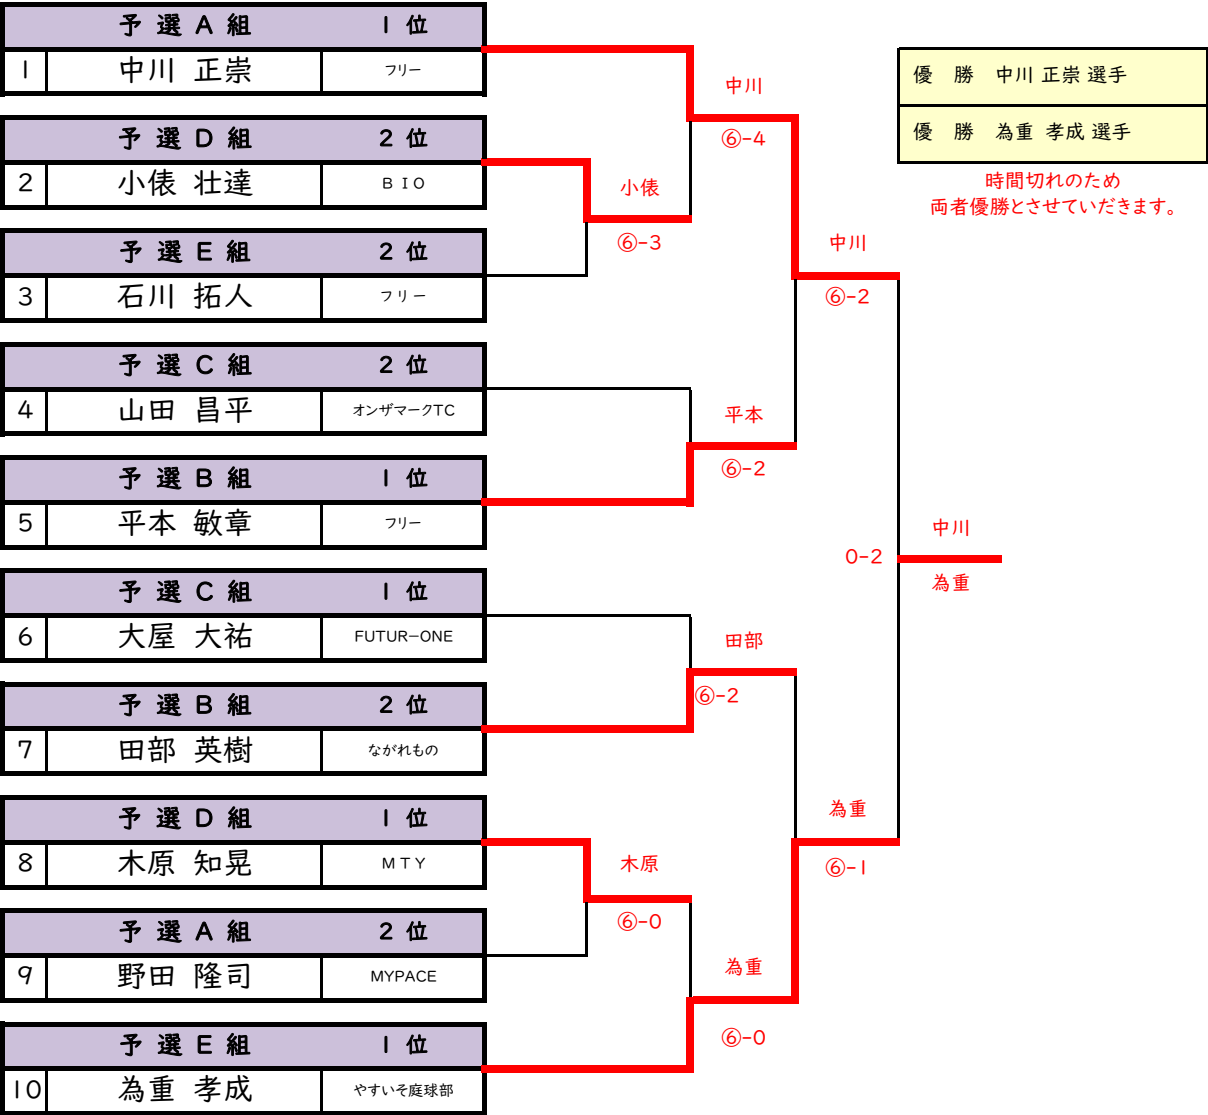 予 選 A 組 1 位
1 中川 正崇 フリー
予 選 D 組 2 位
2 小俵 壮達 B I O
予 選 E 組 2 位
3 石川 拓人 フリー
予 選 C 組 2 位
4 山田 昌平 オンザマークTC
予 選 B 組 1 位
5 平本 敏章 フリー
予 選 C 組 1 位
6 大屋 大祐 FUTUR−ONE
予 選 B 組 2 位
7 田部 英樹 ながれもの
予 選 D 組 1 位
8 木原 知晃 M T Y
予 選 A 組 2 位
9 野田 隆司 MYPACE
予 選 E 組 1 位
10 為重 孝成 やすいそ庭球部
小俵
⑥-3
木原
⑥-0
中川
⑥-4
平本
⑥-2
田部
⑥-2
為重
⑥-0
中川
⑥-2
為重
⑥-1
0-2
中川
為重
優 勝 中川 正崇 選手
優 勝 為重 孝成 選手
時間切れのため
両者優勝とさせていだきます。